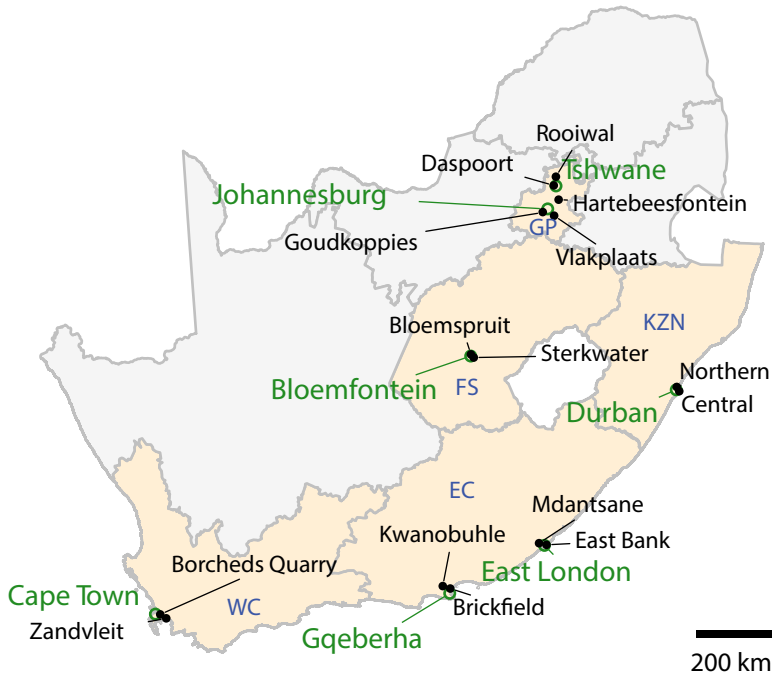 Rooiwal
Daspoort
Tshwane
Johannesburg
Hartebeesfontein
Goudkoppies
GP
Vlakplaats
KZN
Bloemspruit
Sterkwater
Northern
Bloemfontein
FS
Durban
Central
EC
Mdantsane
Kwanobuhle
East Bank
Borcheds Quarry
East London
Cape Town
WC
Brickfield
Zandvleit
Gqeberha
200 km